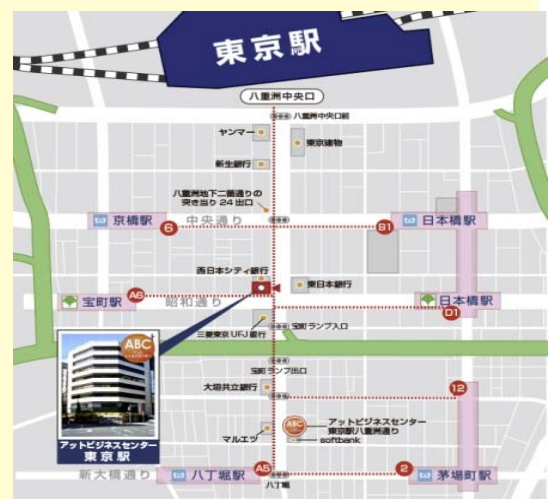 東京駅
八重洲中央口
八重洲中央口前
ヤンマー
東京建物
新生銀行
八重洲地下二番通りの
突き当り 24 出口
京橋駅
中央通り
日本橋駅
6
B1
西日本シティ銀行
東日本銀行
A6
宝町駅
昭和通り
日本橋駅
D1
三菱東京UFJ銀行
宝町ランプ入口
ABC
宝町ランプ出口
大垣共立銀行
12
アットビジネスセンター
東京駅八重洲通り
ABC
softbank
マルエツ
アットビジネスセンター
東京駅
新大橋通り
八丁堀駅
A5
2
茅場町駅
八丁堀